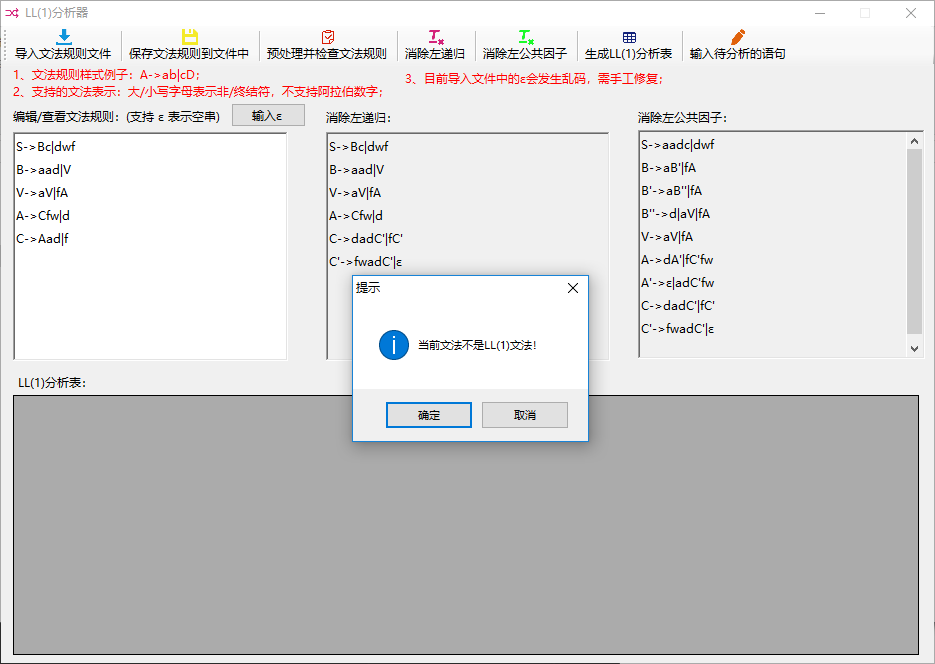 LL(1)分析器
导入文法规则文件 保存文法规则到文件中 预处理并检查文法规则 消除左递归 消除左公共因子 生成LL(1)分析表 输入待分析的语句
1、文法规则样式例子：A->ab|cD;
2、支持的文法表示：大/小写字母表示非/终结符，不支持阿拉伯数字;
3、目前导入文件中的ε会发生乱码，需手工修复;
编辑/查看文法规则：(支持 ε 表示空串) 输入ε
S->Bc|dwf
B->aad|V
V->aV|fA
A->Cfw|d
C->Aad|f
消除左递归：
S->Bc|dwf
B->aad|V
V->aV|fA
A->Cfw|d
C->dadC'|fC'
C'->fwadC'|ε
消除左公共因子：
S->aadc|dwf
B->aB'|fA
B'->aB''|fA
B''->d|aV|fA
V->aV|fA
A->dA'|fC'fw
A'->ε|adC'fw
C->dadC'|fC'
C'->fwadC'|ε
提示
当前文法不是LL(1)文法!
确定 取消
LL(1)分析表：